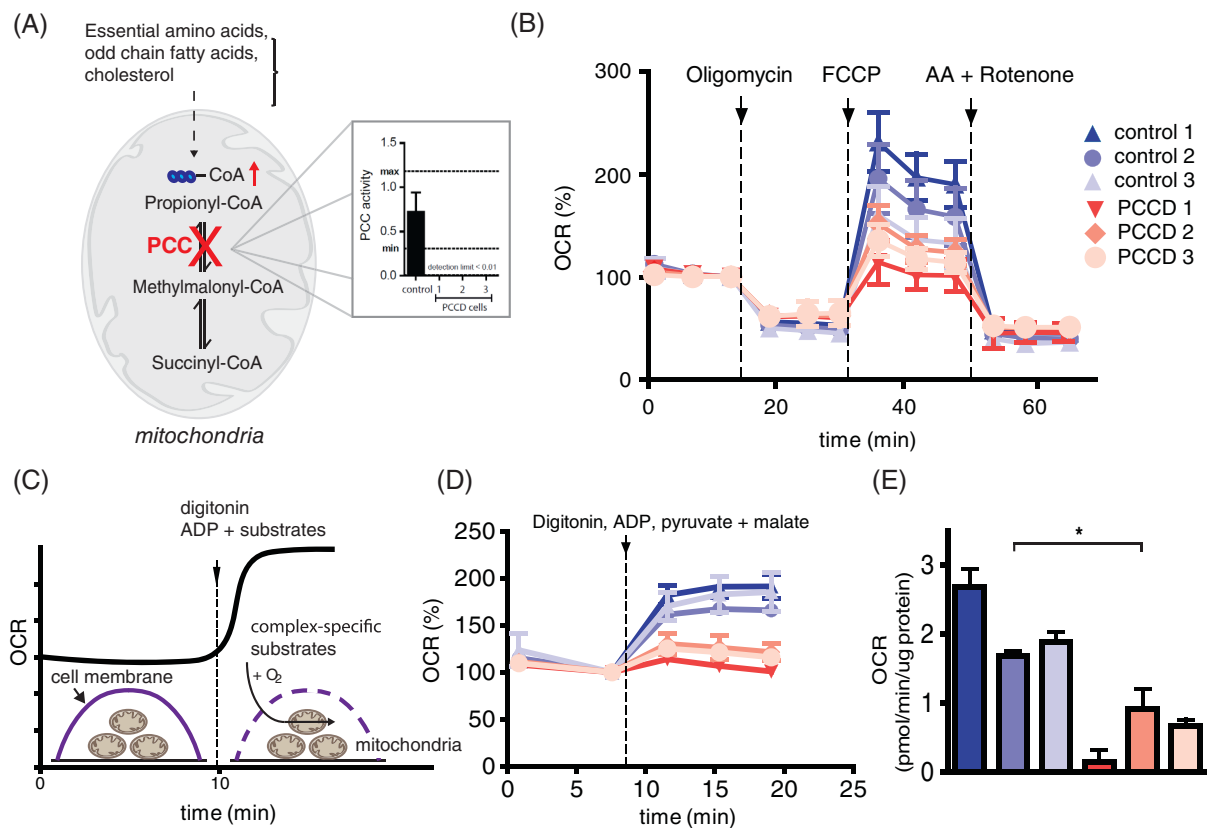 (A)
Essential amino acids,
odd chain fatty acids,
cholesterol
CoA
Propionyl-CoA
PCC
X
Methylmalonyl-CoA
Succinyl-CoA
mitochondria
PCC activity
1.5
1.0
0.5
0.0
max
min
detection limit < 0.01
control 1 2 3
PCCD cells
(B)
Oligomycin FCCP AA + Rotenone
OCR (%)
300
200
100
0
0 20 40 60
time (min)
control 1
control 2
control 3
PCCD 1
PCCD 2
PCCD 3
(C)
digitonin
ADP + substrates
OCR
complex-specific
substrates
+ O2
cell membrane
mitochondria
0 10
time (min)
(D)
Digitonin, ADP, pyruvate + malate
OCR (%)
250
200
150
100
50
0
0 5 10 15 20 25
time (min)
(E)
OCR
(pmol/min/ug protein)
3
2
1
0
*